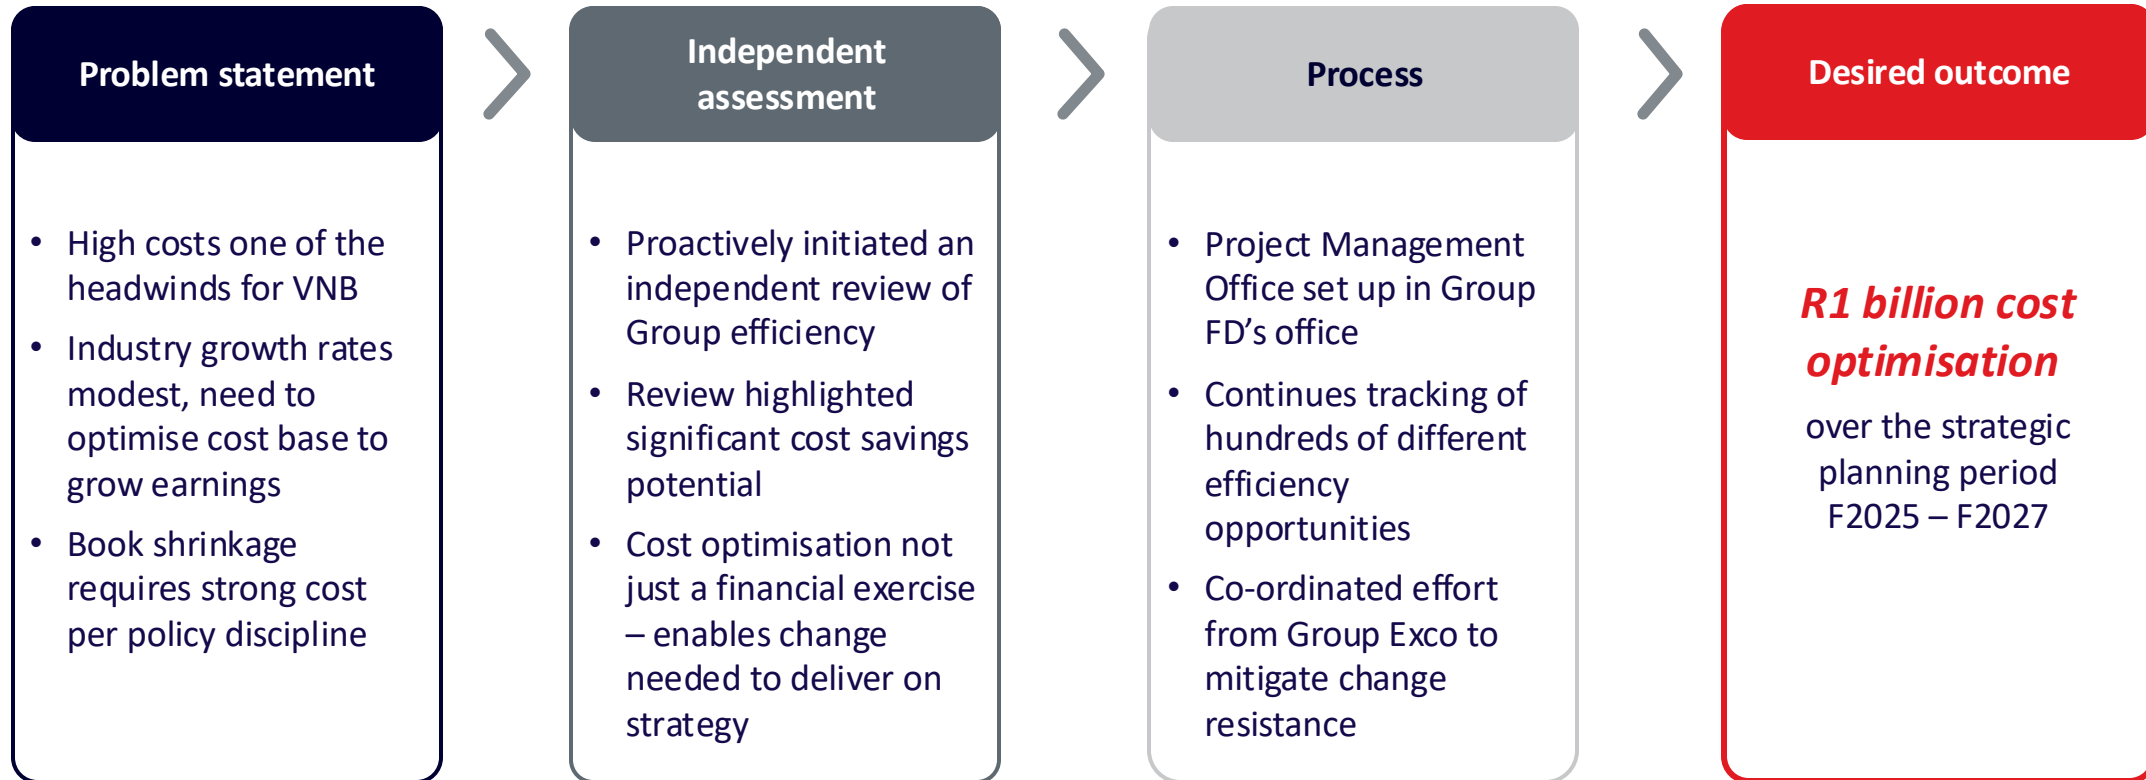 Problem statement
• High costs one of the
headwinds for VNB
• Industry growth rates
modest, need to
optimise cost base to
grow earnings
• Book shrinkage
requires strong cost
per policy discipline
Independent
assessment
• Proactively initiated an
independent review of
Group efficiency
• Review highlighted
significant cost savings
potential
• Cost optimisation not
just a financial exercise
– enables change
needed to deliver on
strategy
Process
• Project Management
Office set up in Group
FD’s office
• Continues tracking of
hundreds of different
efficiency
opportunities
• Co-ordinated effort
from Group Exco to
mitigate change
resistance
Desired outcome
R1 billion cost
optimisation
over the strategic
planning period
F2025 – F2027